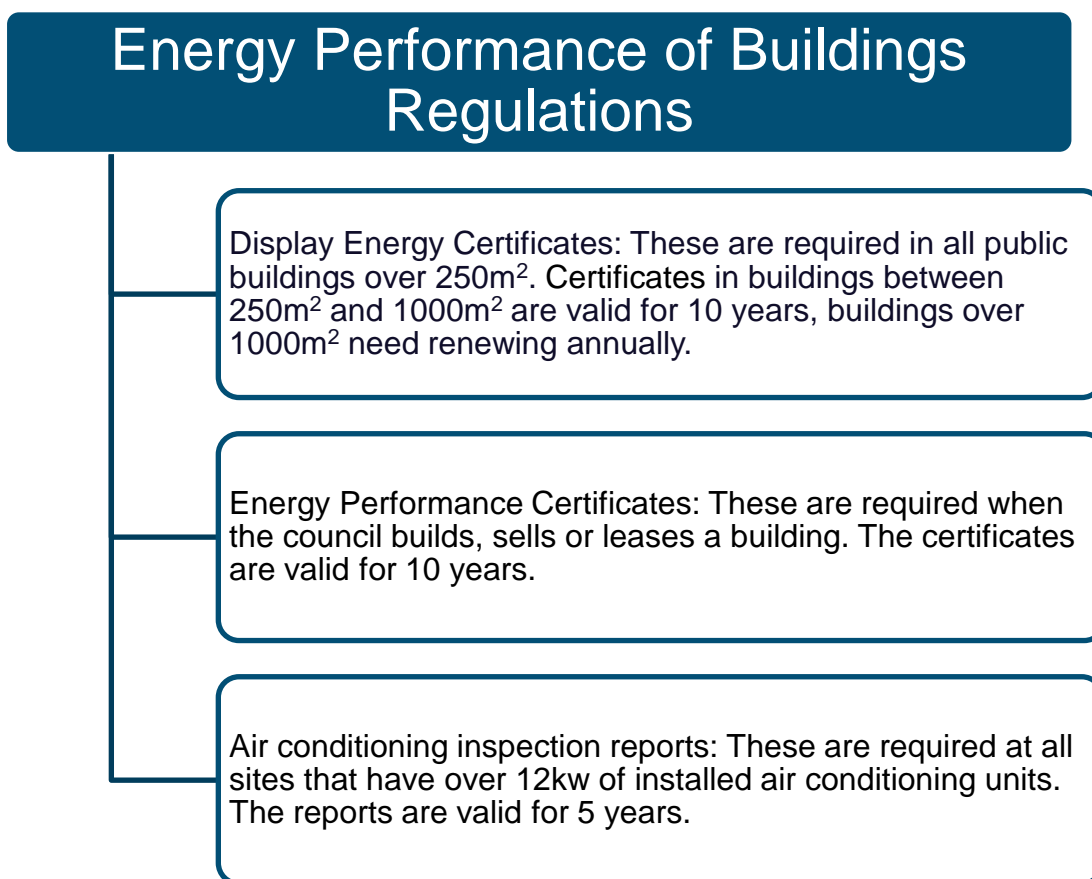 Energy Performance of Buildings
Regulations
Display Energy Certificates: These are required in all public
buildings over 250m². Certificates in buildings between
250m² and 1000m² are valid for 10 years, buildings over
1000m² need renewing annually.
Energy Performance Certificates: These are required when
the council builds, sells or leases a building. The certificates
are valid for 10 years.
Air conditioning inspection reports: These are required at all
sites that have over 12kw of installed air conditioning units.
The reports are valid for 5 years.